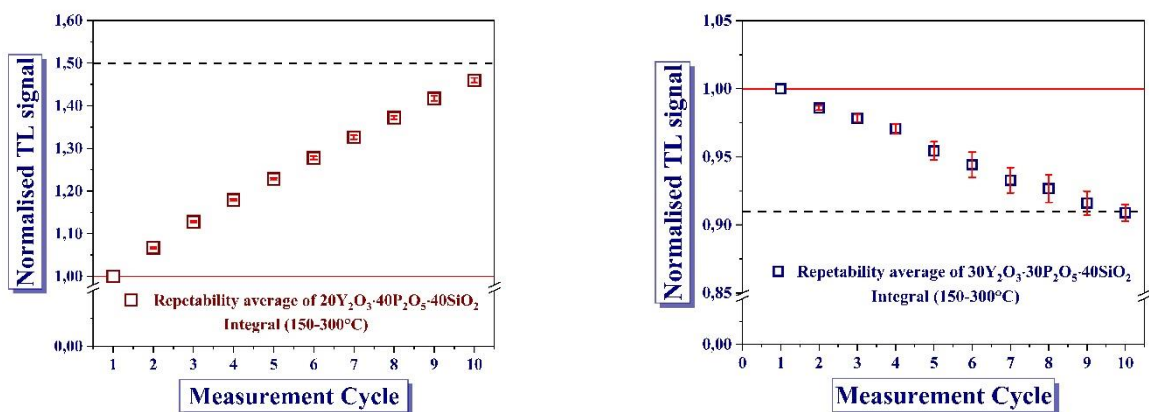 1,60
1,50
1,40
1,30
1,20
1,10
1,00
0,00
Normalised TL signal
Repetability average of 20Y₂O₃·40P₂O₅·40SiO₂
Integral (150-300°C)
1 2 3 4 5 6 7 8 9 10
Measurement Cycle
1,05
1,00
0,95
0,90
0,85
0,00
Normalised TL signal
Repetability average of 30Y₂O₃·30P₂O₅·40SiO₂
Integral (150-300°C)
0 1 2 3 4 5 6 7 8 9 10
Measurement Cycle